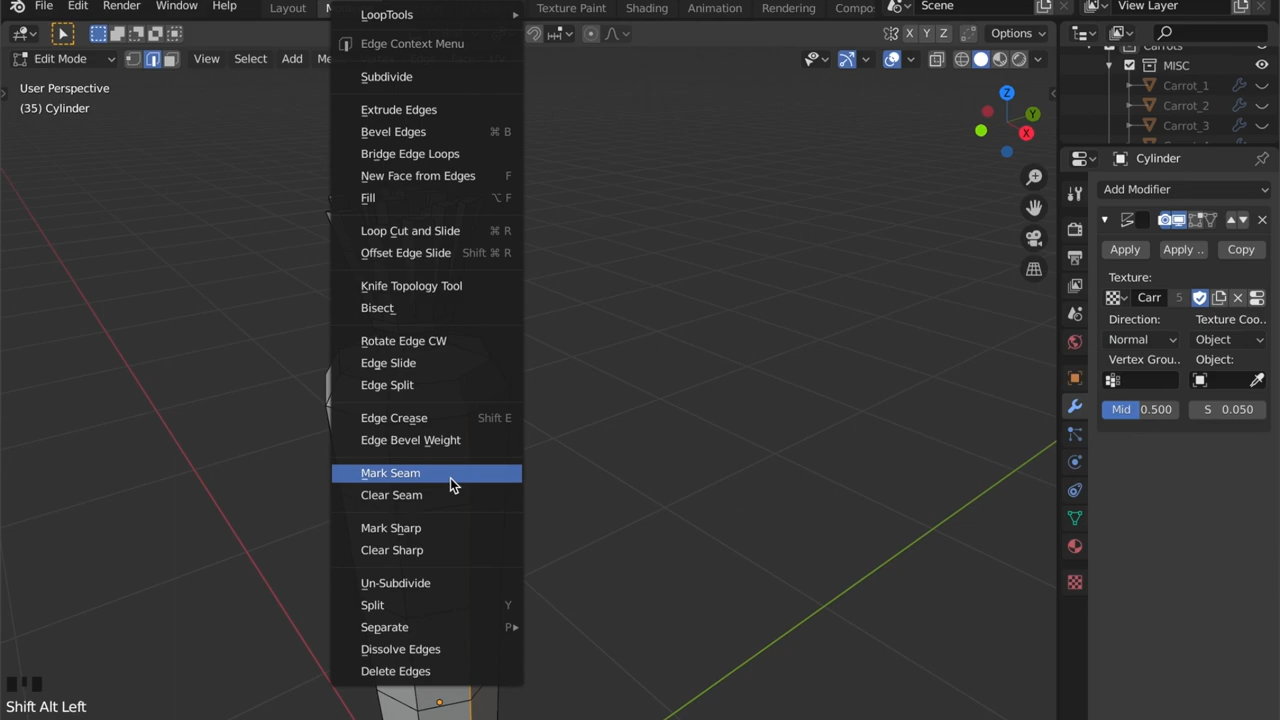 File Edit Render Window Help
Layout
Texture Paint Shading Animation Rendering
Scene
View Layer
X Y Z Options
Edit Mode
View Select Add
User Perspective
(35) Cylinder
LoopTools
Edge Context Menu
Subdivide
Extrude Edges
Bevel Edges ⌘ B
Bridge Edge Loops
New Face from Edges F
Fill ⌥ F
Loop Cut and Slide ⌘ R
Offset Edge Slide Shift ⌘ R
Knife Topology Tool
Bisect
Rotate Edge CW
Edge Slide
Edge Split
Edge Crease Shift E
Edge Bevel Weight
Mark Seam
Clear Seam
Mark Sharp
Clear Sharp
Un-Subdivide
Split Y
Separate P
Dissolve Edges
Delete Edges
Shift Alt Left
Z
Y
X
Carrots
MISC
Carrot_1
Carrot_2
Carrot_3
Cylinder
Add Modifier
Apply Apply .. Copy
Texture:
Carr 5
Direction: Texture Coo..
Normal Object
Vertex Grou.. Object:
Mid 0.500 S 0.050